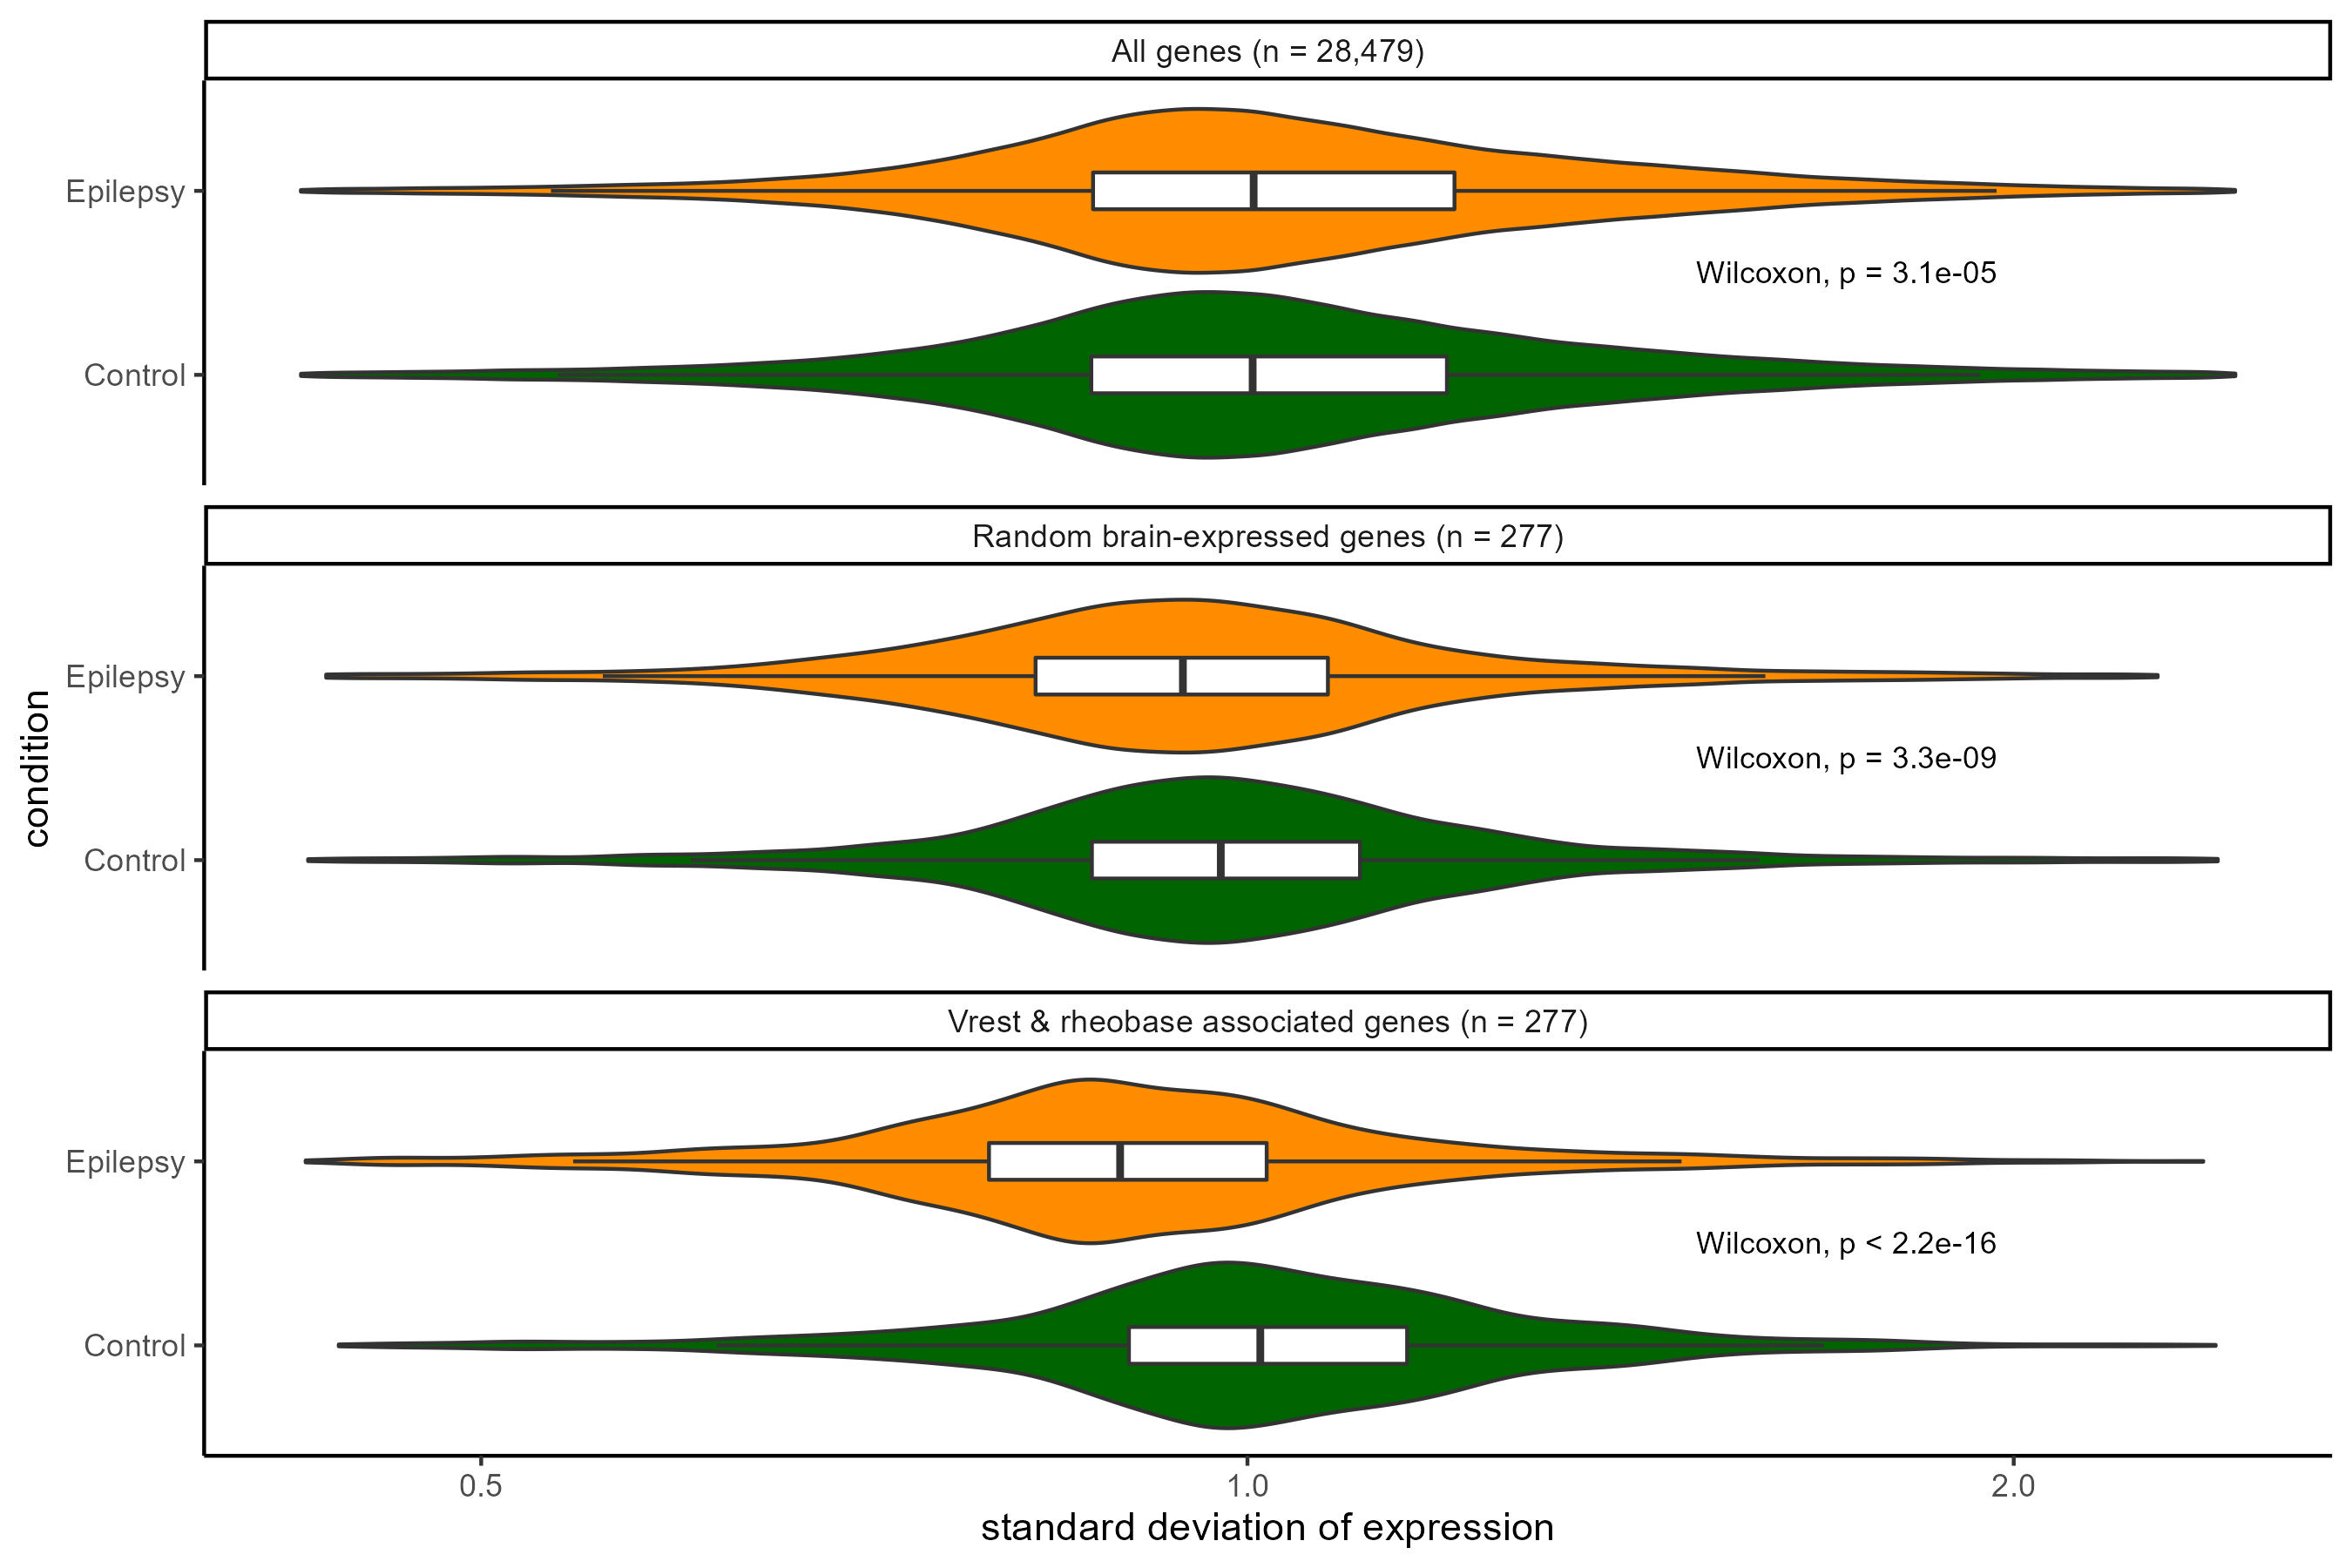 All genes (n = 28,479)
Epilepsy
Wilcoxon, p = 3.1e-05
Control
Random brain-expressed genes (n = 277)
Epilepsy
Wilcoxon, p = 3.3e-09
Control
condition
Vrest & rheobase associated genes (n = 277)
Epilepsy
Wilcoxon, p < 2.2e-16
Control
0.5 1.0 2.0
standard deviation of expression